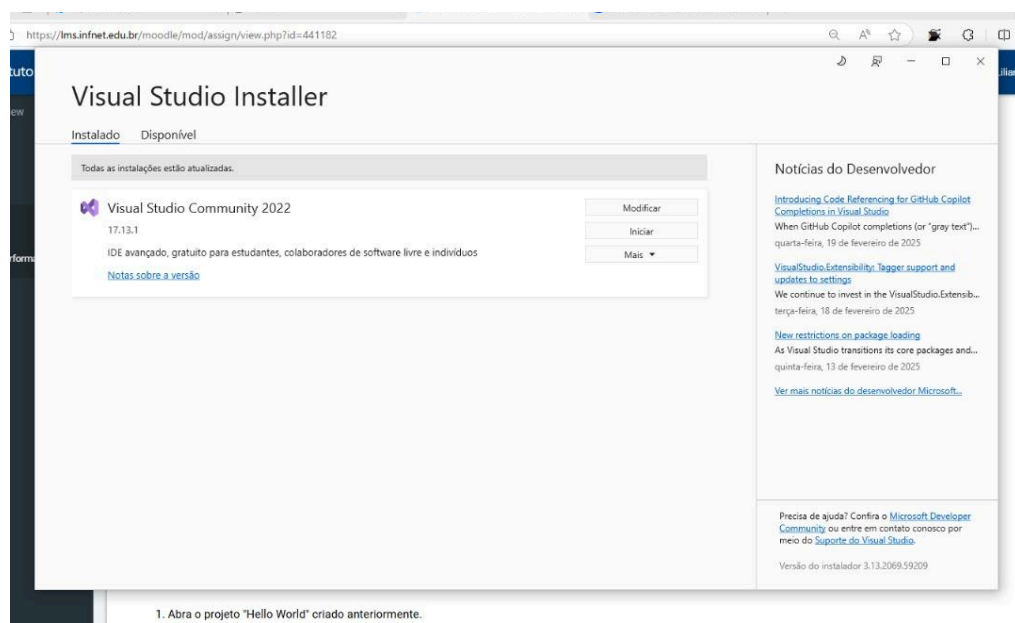 https://lms.infnet.edu.br/moodle/mod/assign/view.php?id=441182
Visual Studio Installer
Instalado Disponível
Todas as instalações estão atualizadas.
Visual Studio Community 2022
17.13.1
IDE avançado, gratuito para estudantes, colaboradores de software livre e indivíduos
Notas sobre a versão
Modificar
Iniciar
Mais
Notícias do Desenvolvedor
Introducing Code Referencing for GitHub Copilot
Completions in Visual Studio
When GitHub Copilot completions (or "gray text")...
quarta-feira, 19 de fevereiro de 2025
VisualStudio.Extensibility: Tagger support and
updates to settings
We continue to invest in the VisualStudio.Extensib...
terça-feira, 18 de fevereiro de 2025
New restrictions on package loading
As Visual Studio transitions its core packages and...
quinta-feira, 13 de fevereiro de 2025
Ver mais notícias do desenvolvedor Microsoft...
Precisa de ajuda? Confira o Microsoft Developer
Community ou entre em contato conosco por
meio do Suporte do Visual Studio.
Versão do instalador 3.13.2069.59209
1. Abra o projeto "Hello World" criado anteriormente.